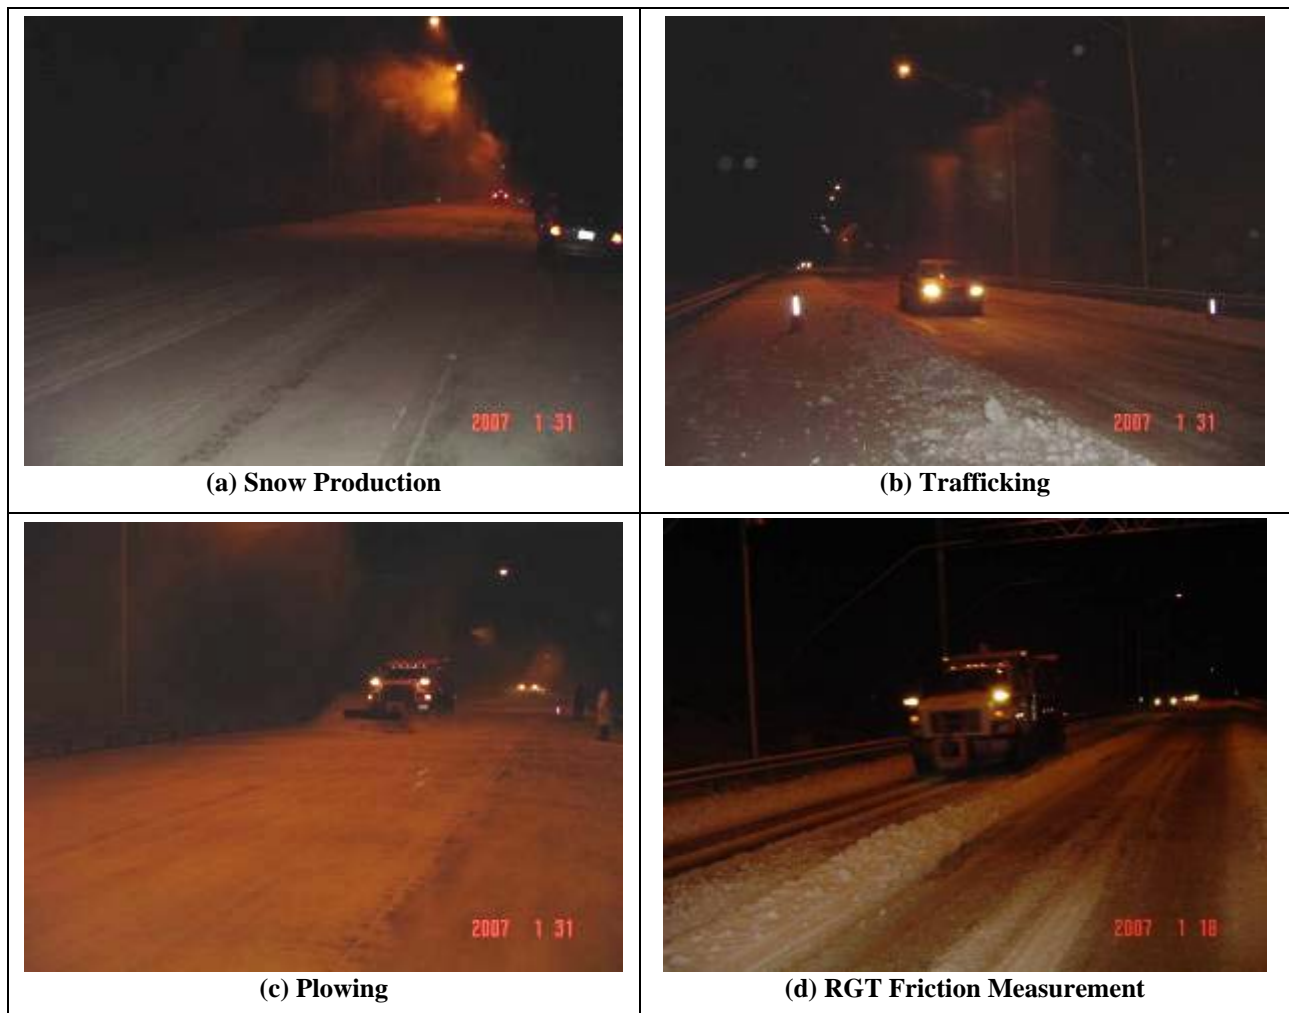 2007 1 31
(a) Snow Production
2007 1 31
(b) Trafficking
2007 1 31
(c) Plowing
2007 1 18
(d) RGT Friction Measurement